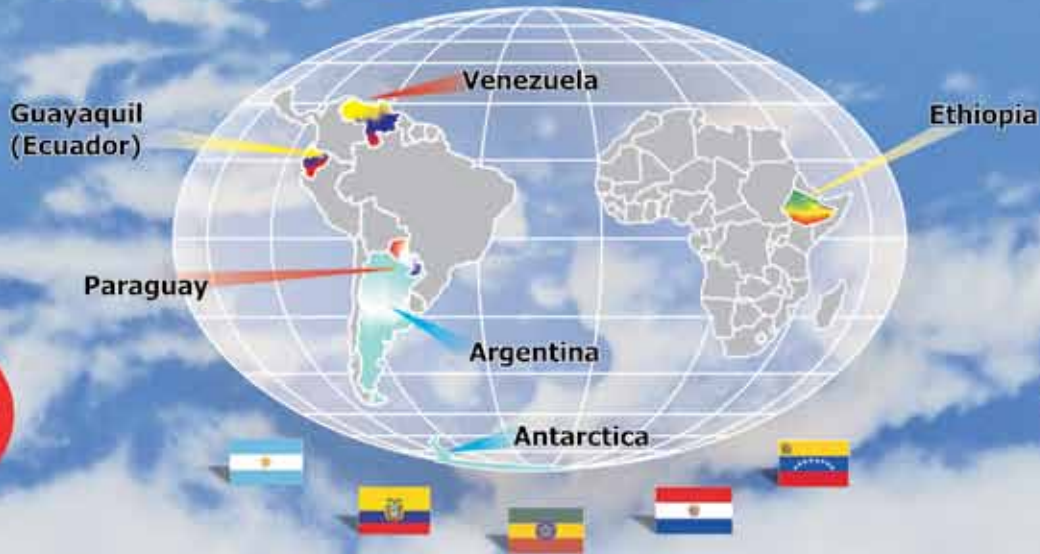 Venezuela
Guayaquil
(Ecuador)
Ethiopia
Paraguay
Argentina
Antarctica